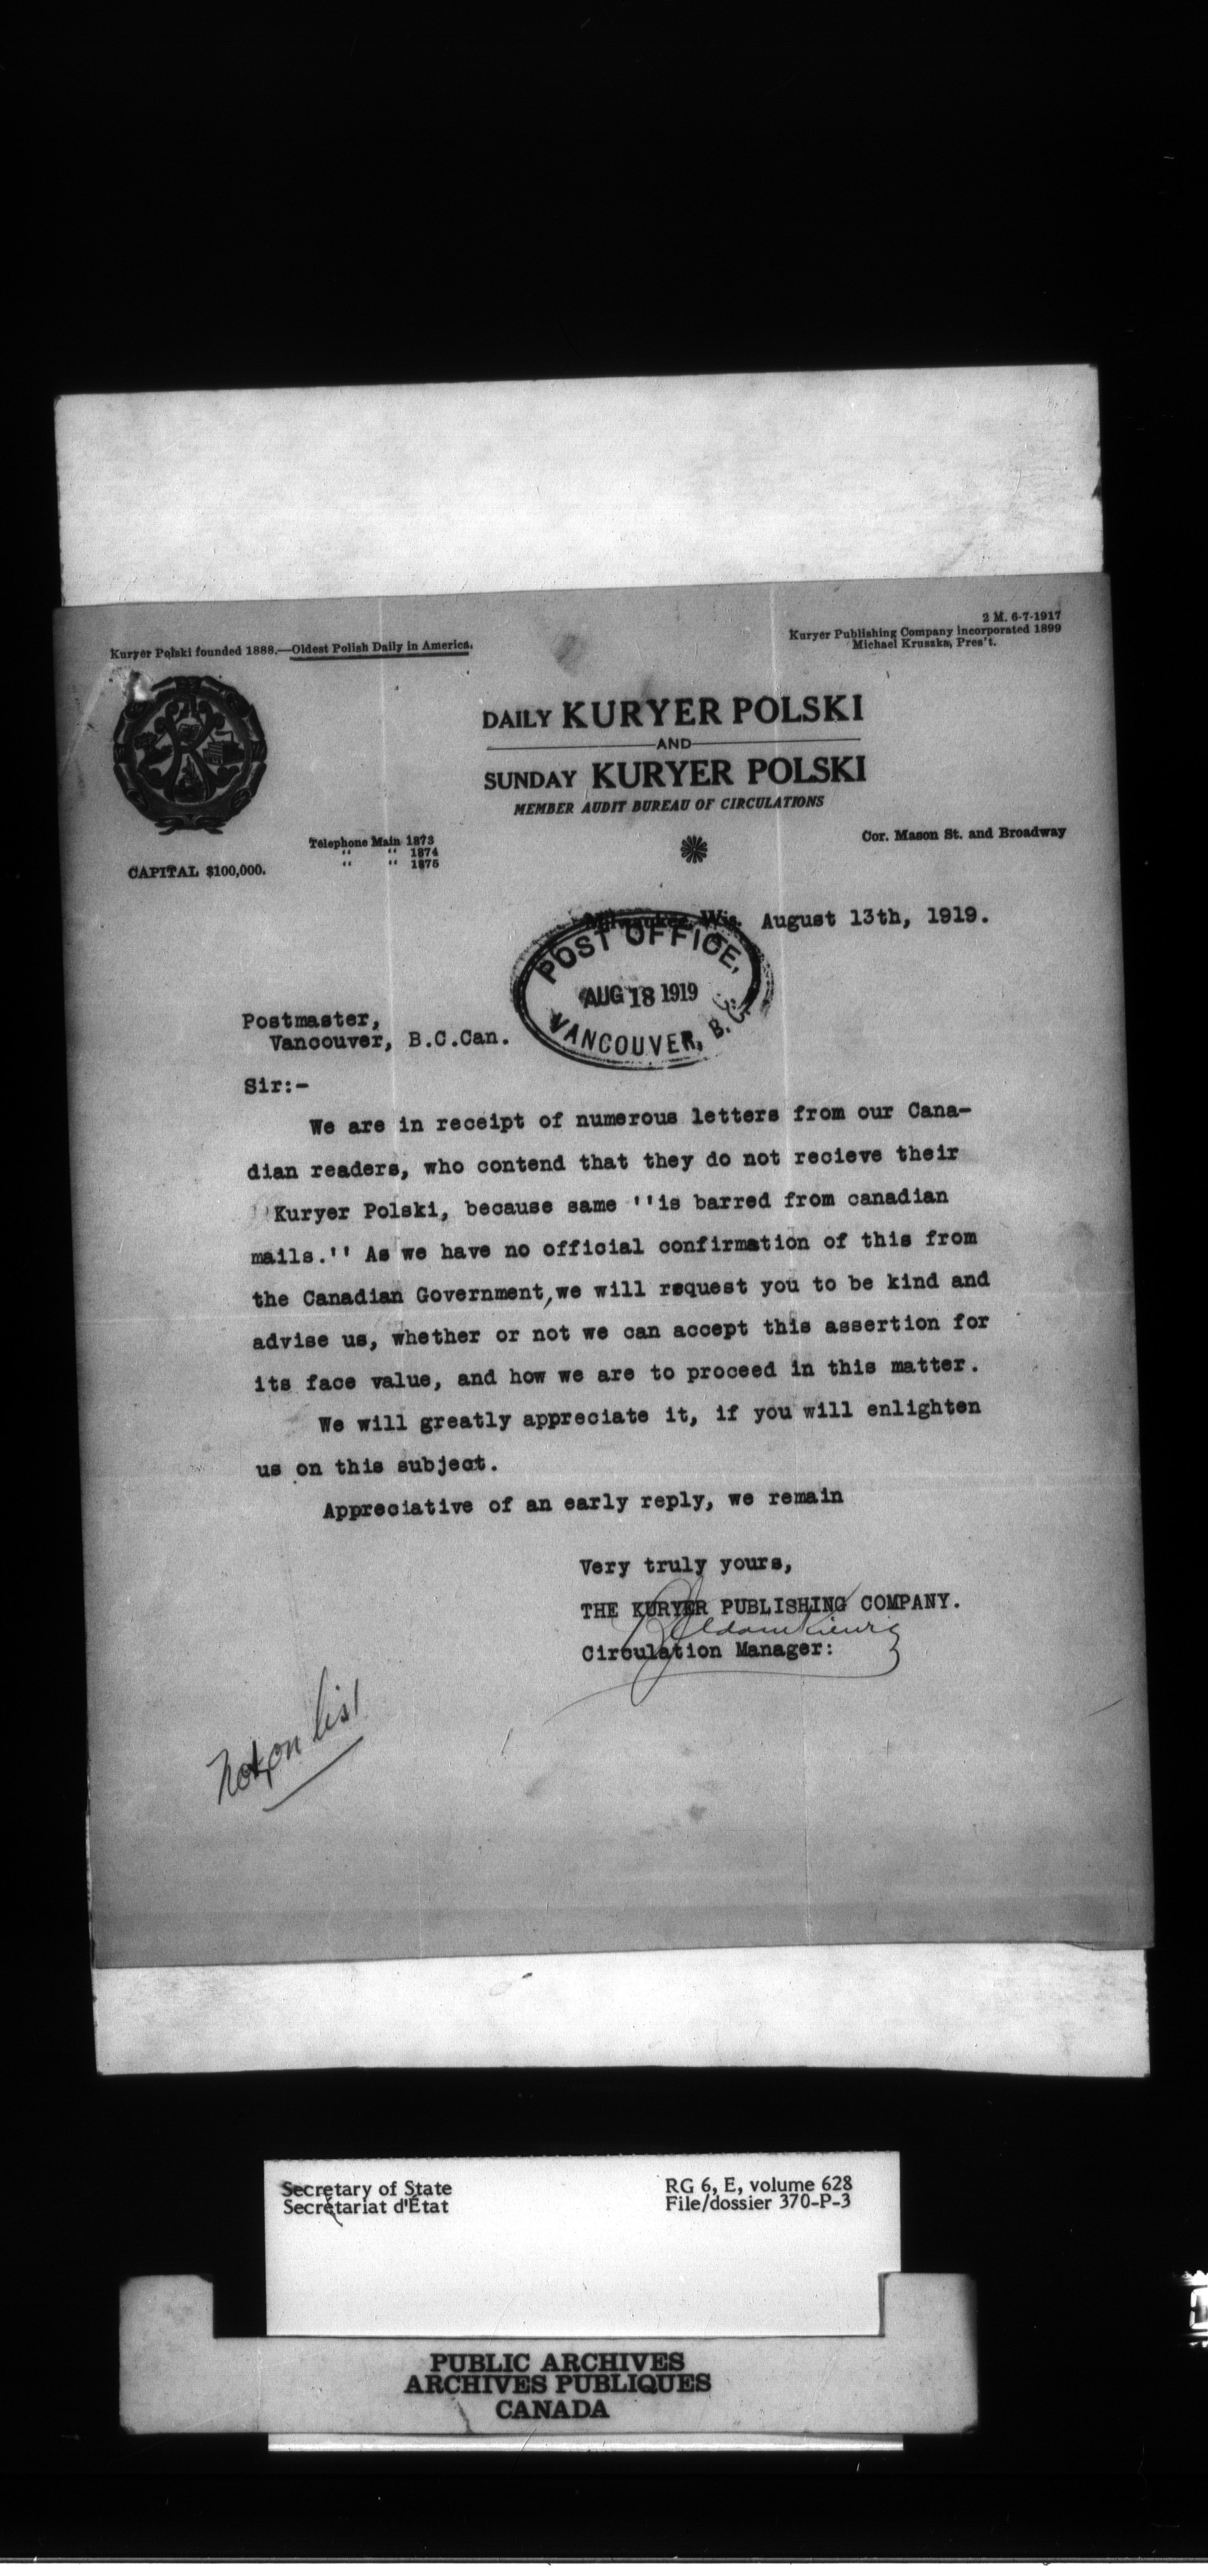 2 M. 6-7-1917
Kuryer Polski founded 1888.—Oldest Polish Daily in America.
Kuryer Publishing Company incorporated 1899
Michael Kruszka, Pres't.
DAILY KURYER POLSKI
AND
SUNDAY KURYER POLSKI
MEMBER AUDIT BUREAU OF CIRCULATIONS
Telephone Main 1873
“ “ 1874
“ “ 1875
Cor. Mason St. and Broadway
CAPITAL $100,000.
Milwaukee, Wis. August 13th, 1919.
POST OFFICE,
AUG 18 1919
VANCOUVER, B.C.
Postmaster,
Vancouver, B.C.Can.
Sir:-
We are in receipt of numerous letters from our Cana-
dian readers, who contend that they do not recieve their
Kuryer Polski, because same ''is barred from canadian
mails.'' As we have no official confirmation of this from
the Canadian Government,we will request you to be kind and
advise us, whether or not we can accept this assertion for
its face value, and how we are to proceed in this matter.
We will greatly appreciate it, if you will enlighten
us on this subject.
Appreciative of an early reply, we remain
Very truly yours,
THE KURYER PUBLISHING COMPANY.
Circulation Manager:
Not on list
Secretary of State
Secrétariat d'État
RG 6, E, volume 628
File/dossier 370-P-3
PUBLIC ARCHIVES
ARCHIVES PUBLIQUES
CANADA